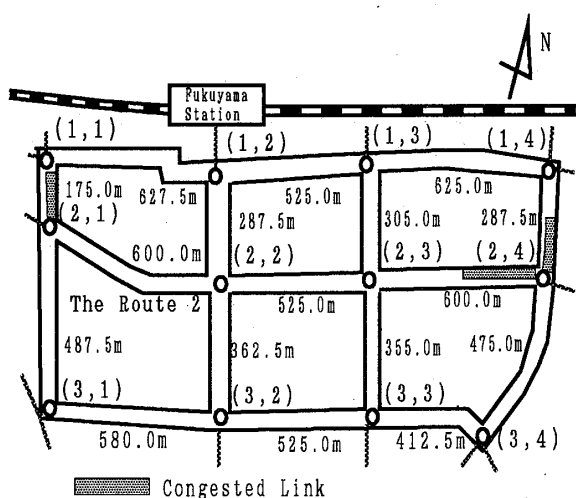 N
Fukuyama
Station
(1,1)
(1,2)
(1,3)
(1,4)
175.0m
627.5m
525.0m
625.0m
(2,1)
287.5m
305.0m
287.5m
600.0m
(2,2)
(2,3)
(2,4)
The Route 2
525.0m
600.0m
487.5m
362.5m
355.0m
475.0m
(3,1)
(3,2)
(3,3)
580.0m
525.0m
412.5m
(3,4)
Congested Link